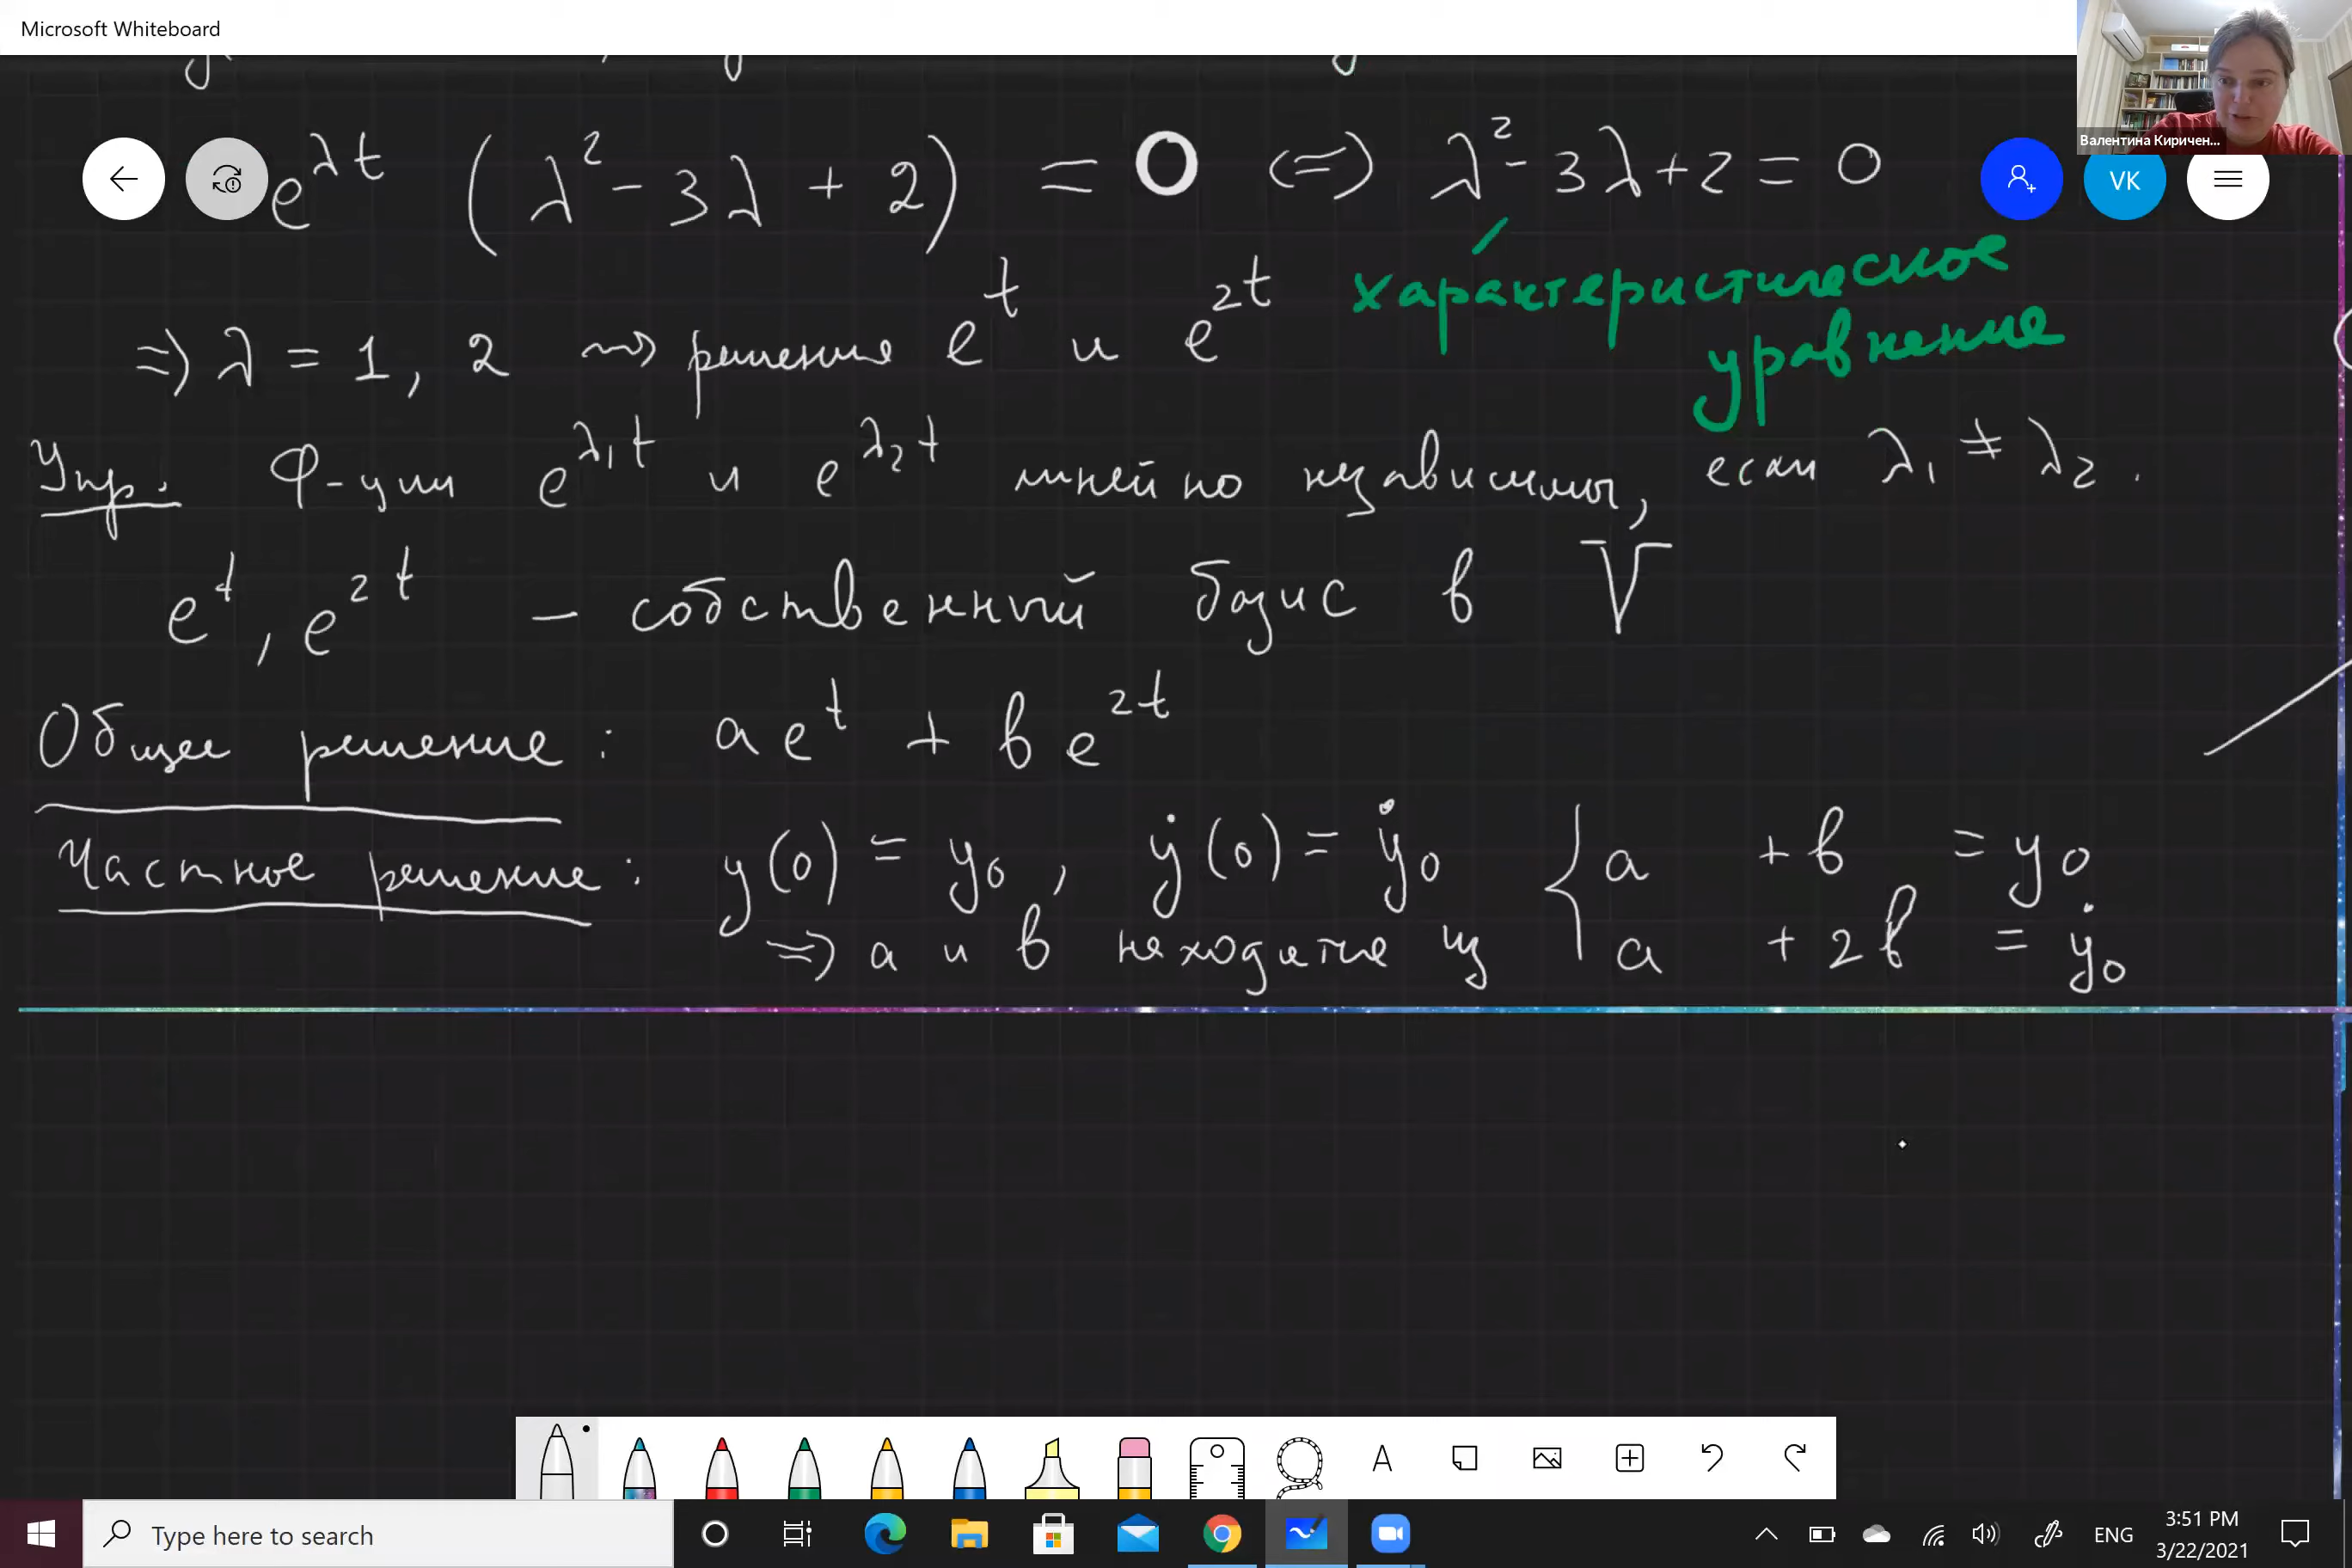 Microsoft Whiteboard
Валентина Киричен...
VK
e^{λt} (λ² - 3λ + 2) = 0 <=> λ² - 3λ + 2 = 0
характеристическое
уравнение
=> λ = 1, 2 ⇝ решения e^t и e^{2t}
Упр. Ф-ции e^{λ₁t} и e^{λ₂t} линейно независимы, если λ₁ ≠ λ₂.
e^t, e^{2t} — собственный базис в V
Общее решение: a e^t + b e^{2t}
Частное решение: y(0) = y₀, ẏ(0) = ẏ₀ { a + b = y₀
=> a и b находятся из { a + 2b = ẏ₀
A
Type here to search
ENG
3:51 PM
3/22/2021